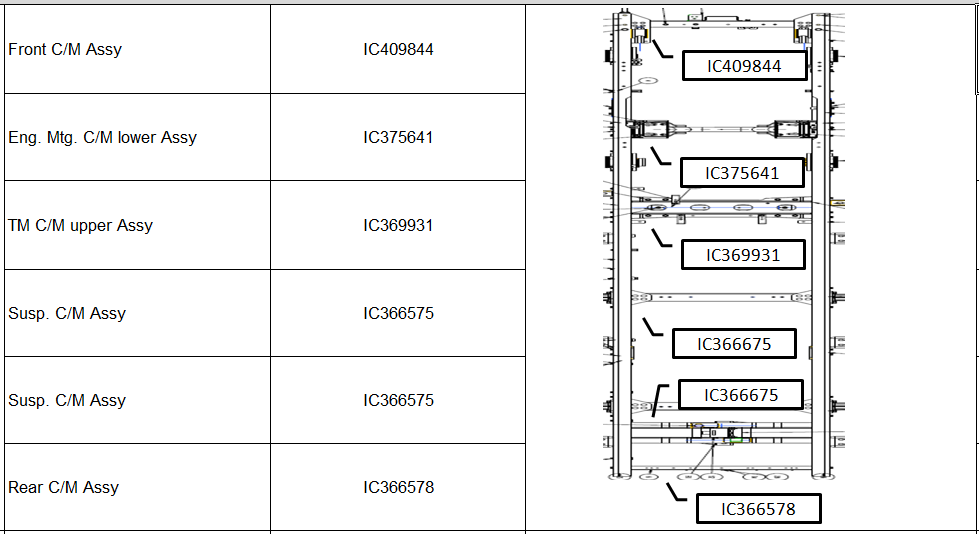 Front C/M Assy IC409844
IC409844
Eng. Mtg. C/M lower Assy IC375641
IC375641
TM C/M upper Assy IC369931
IC369931
Susp. C/M Assy IC366575
IC366675
Susp. C/M Assy IC366575
IC366675
Rear C/M Assy IC366578
IC366578